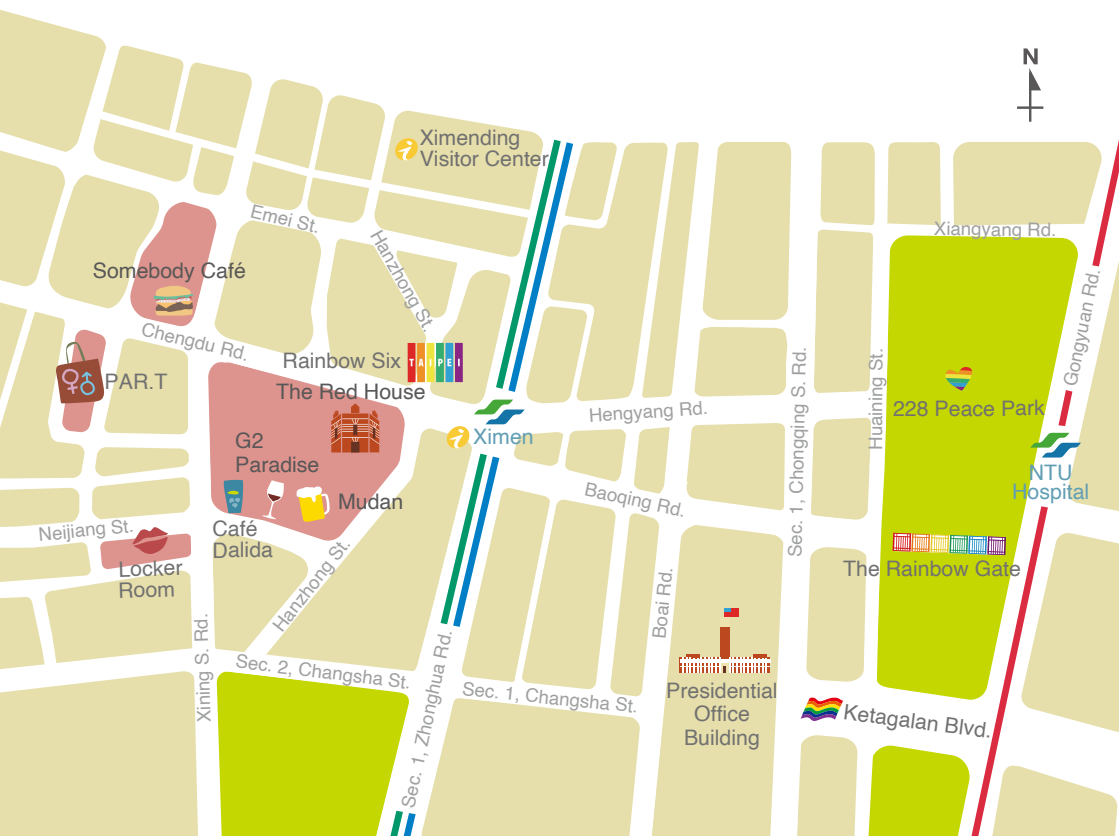 N
Ximending
Visitor Center
Emei St.
Xiangyang Rd.
Hanzhong St.
Somebody Café
Gongyuan Rd.
Chengdu Rd.
Rainbow Six
TAIPEI
The Red House
PAR.T
Huaining St.
Sec. 1, Chongqing S. Rd.
Hengyang Rd.
228 Peace Park
Ximen
G2
Paradise
NTU
Hospital
Mudan
Baoqing Rd.
Neijiang St.
Café
Dalida
Locker
Room
Hanzhong St.
The Rainbow Gate
Boai Rd.
Xining S. Rd.
Sec. 2, Changsha St.
Sec. 1, Zhonghua Rd.
Sec. 1, Changsha St.
Presidential
Office
Building
Ketagalan Blvd.